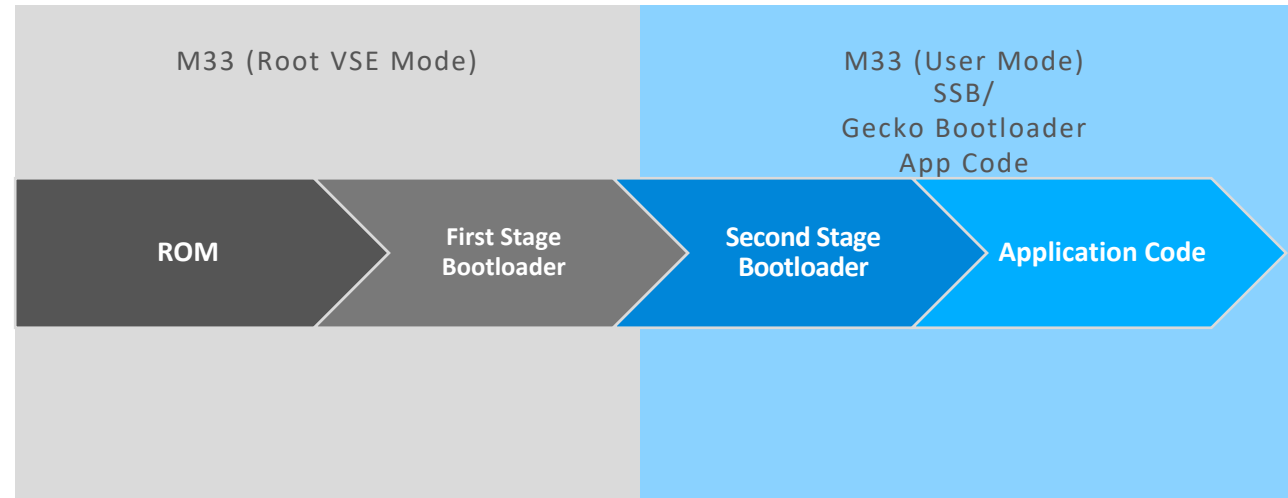 M33 (Root VSE Mode)
M33 (User Mode)
SSB/
Gecko Bootloader
App Code
ROM
First Stage
Bootloader
Second Stage
Bootloader
Application Code